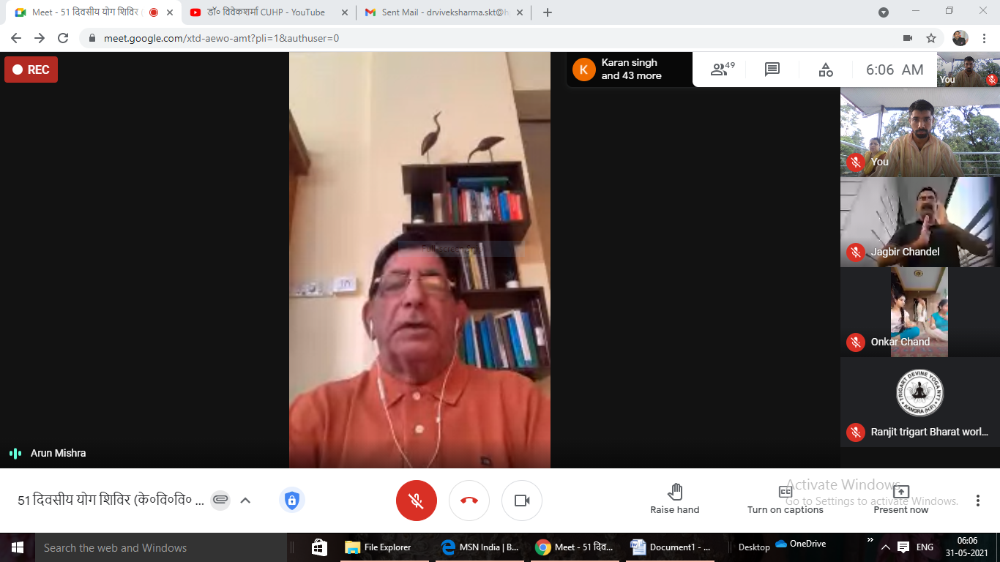 Meet - 51 दिवसीय योग शिविर
डॉ० विवेकशर्मा CUHP - YouTube
Sent Mail - drviveksharma.skt@h
meet.google.com/xtd-aewo-amt?pli=1&authuser=0
REC
K
Karan singh
and 43 more
49
6:06 AM
You
You
Jagbir Chandel
Onkar Chand
TRIGART DEVINE YOGA
KANGRA (H.P.)
Ranjit trigart Bharat worl...
Arun Mishra
51 दिवसीय योग शिविर (के०वि०वि० ...
Raise hand
Turn on captions
Present now
Activate Windows
Go to Settings to activate Windows.
Search the web and Windows
File Explorer
MSN India | B...
Meet - 51 दिव...
Document1 - ...
Desktop
OneDrive
ENG
06:06
31-05-2021